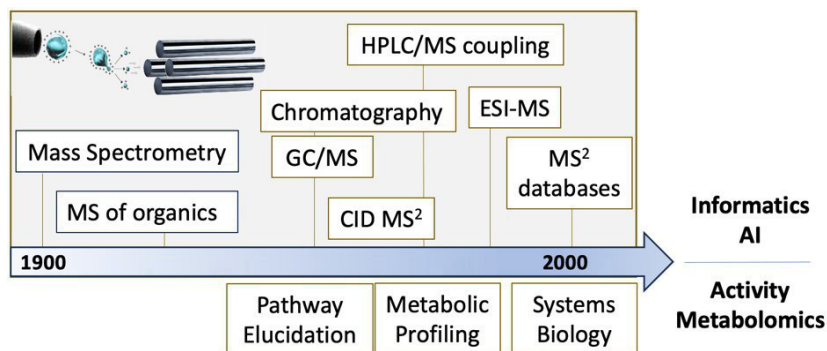 HPLC/MS coupling
Chromatography
ESI-MS
Mass Spectrometry
GC/MS
MS²
databases
MS of organics
CID MS²
Informatics
AI
1900
2000
Activity
Metabolomics
Pathway
Elucidation
Metabolic
Profiling
Systems
Biology